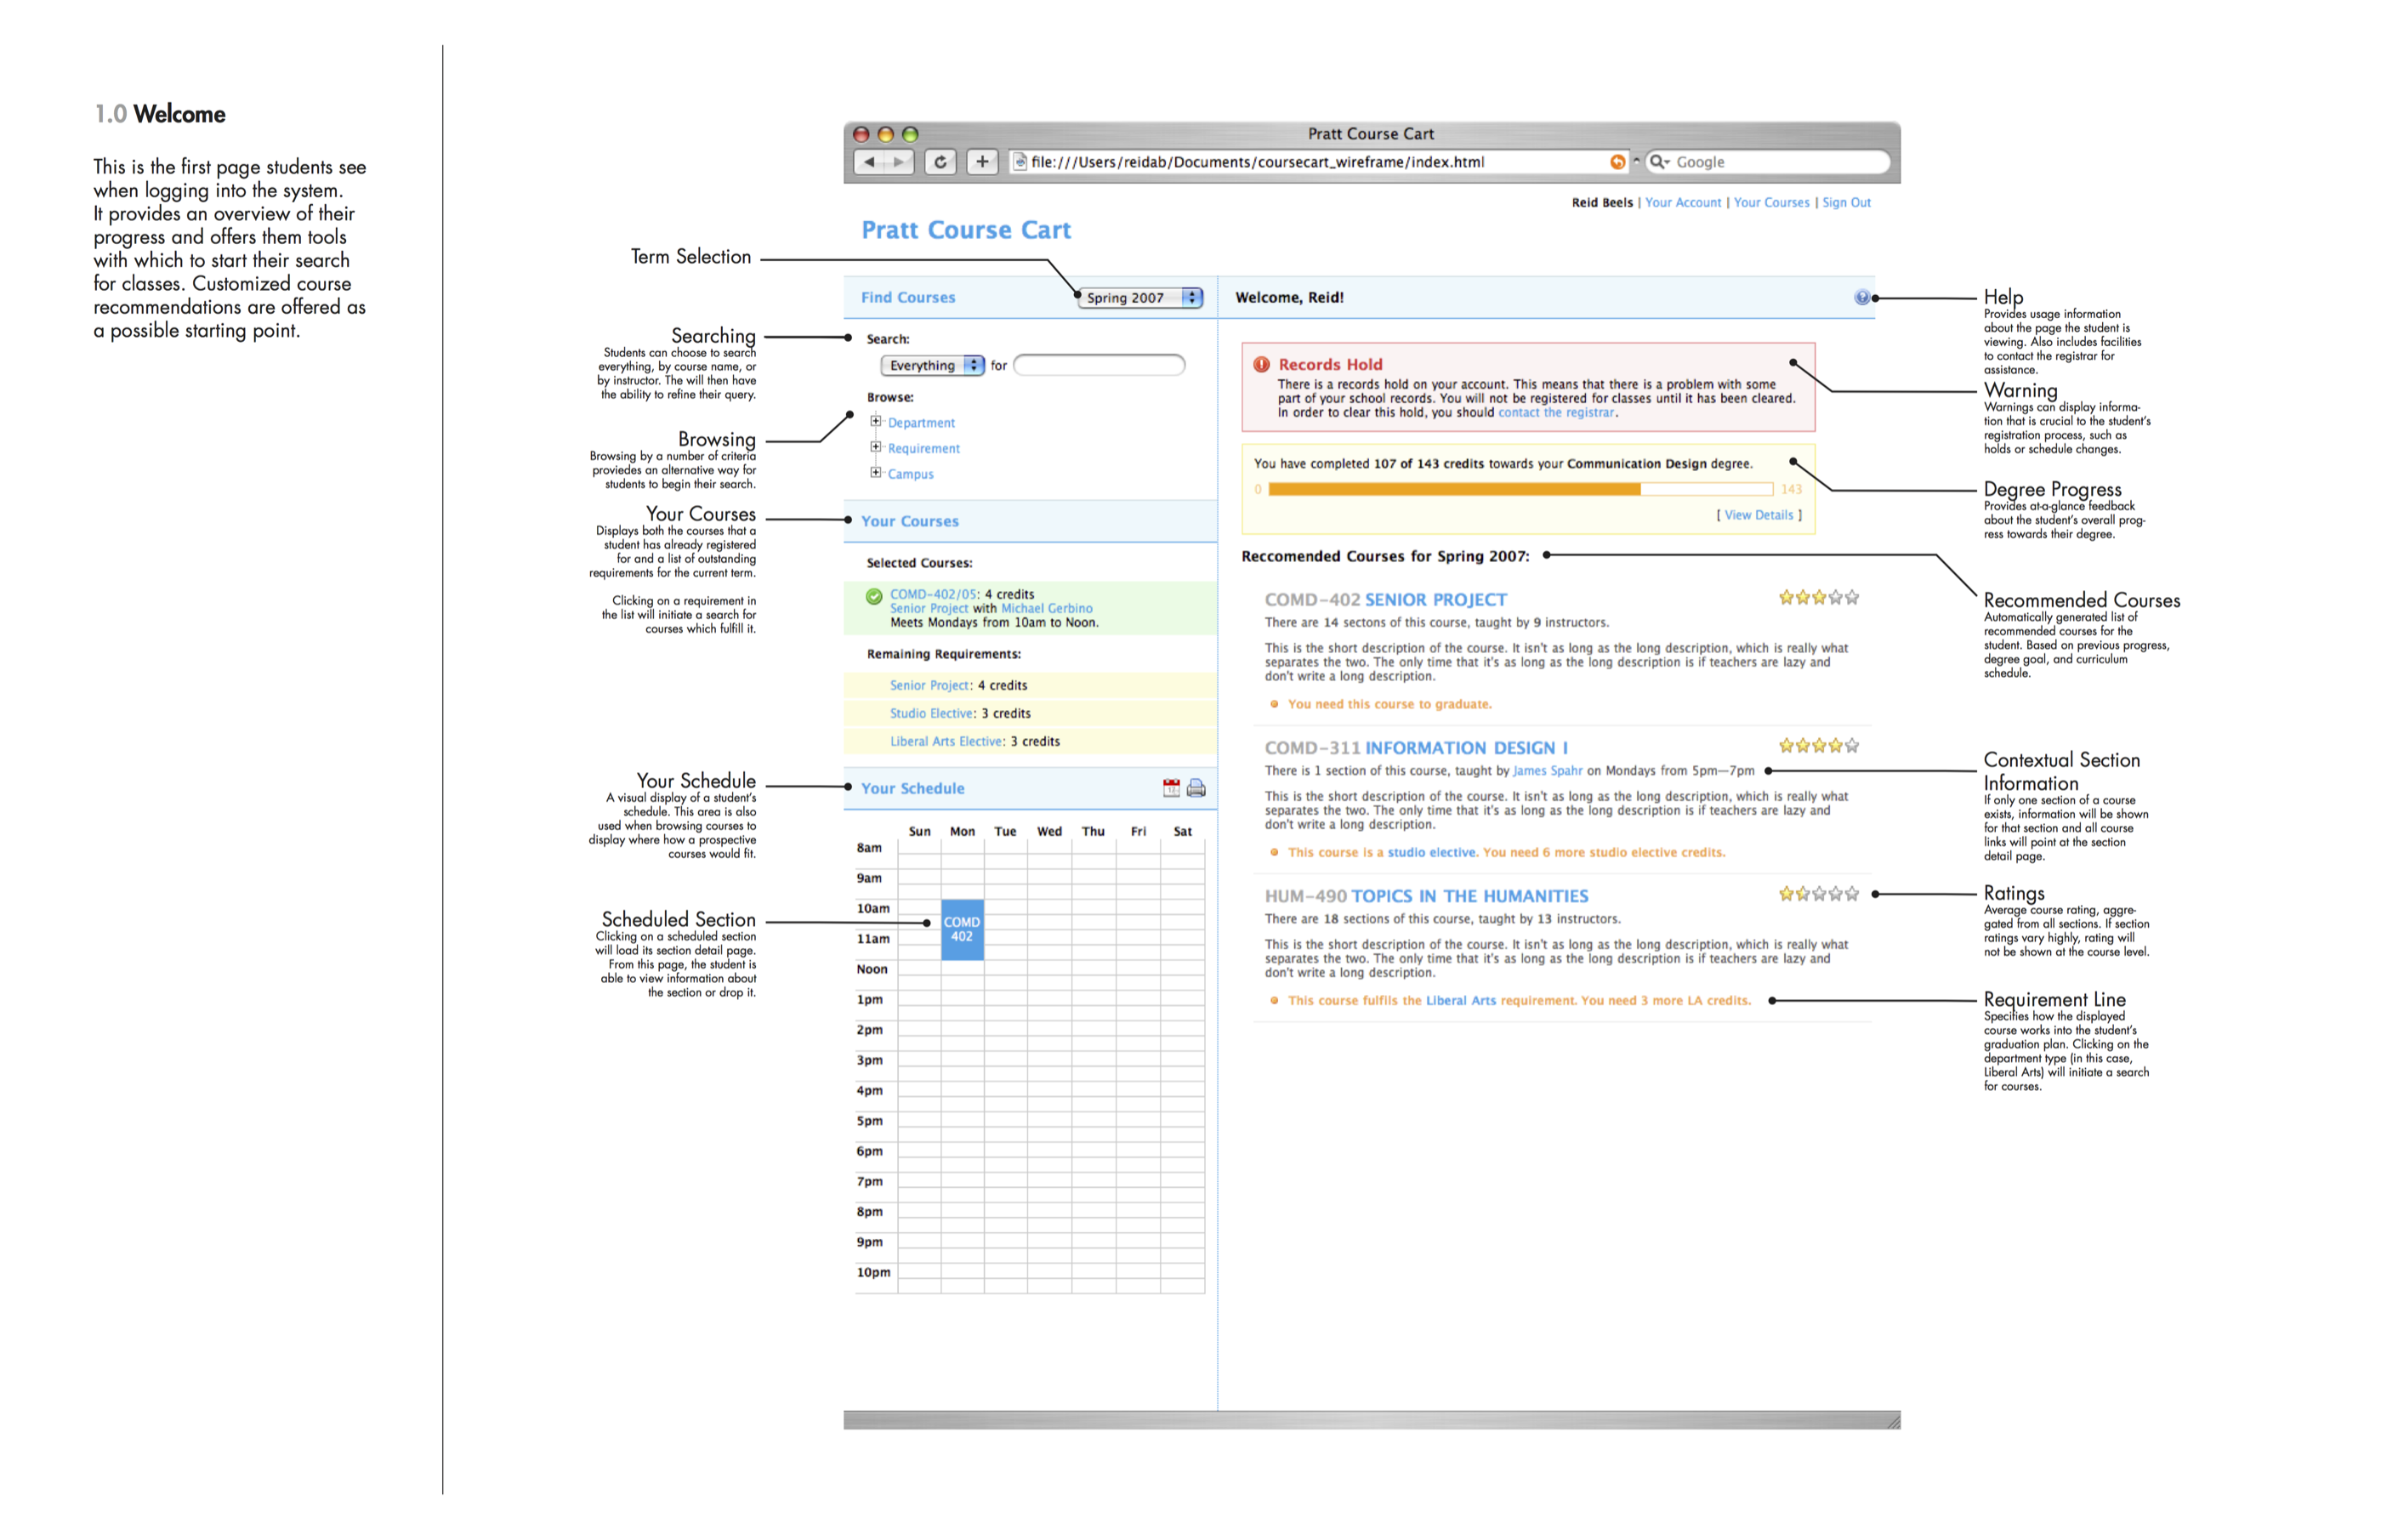 1.0 Welcome
This is the first page students see
when logging into the system.
It provides an overview of their
progress and offers them tools
with which to start their search
for classes. Customized course
recommendations are offered as
a possible starting point.
Term Selection
Searching
Students can choose to search
everything, by course name, or
by instructor. The will then have
the ability to refine their query.
Browsing
Browsing by a number of criteria
proviedes an alternative way for
students to begin their search.
Your Courses
Displays both the courses that a
student has already registered
for and a list of outstanding
requirements for the current term.
Clicking on a requirement in
the list will initiate a search for
courses which fulfill it.
Your Schedule
A visual display of a student's
schedule. This area is also
used when browsing courses to
display where how a prospective
courses would fit.
Scheduled Section
Clicking on a scheduled section
will load its section detail page.
From this page, the student is
able to view information about
the section or drop it.
Pratt Course Cart
file:///Users/reidab/Documents/coursecart_wireframe/index.html
Google
Reid Beels | Your Account | Your Courses | Sign Out
Pratt Course Cart
Find Courses
Spring 2007
Search:
Everything for
Browse:
Department
Requirement
Campus
Your Courses
Selected Courses:
COMD-402/05: 4 credits
Senior Project with Michael Gerbino
Meets Mondays from 10am to Noon.
Remaining Requirements:
Senior Project: 4 credits
Studio Elective: 3 credits
Liberal Arts Elective: 3 credits
Your Schedule
Sun Mon Tue Wed Thu Fri Sat
8am
9am
10am
11am
Noon
1pm
2pm
3pm
4pm
5pm
6pm
7pm
8pm
9pm
10pm
COMD
402
Welcome, Reid!
Records Hold
There is a records hold on your account. This means that there is a problem with some
part of your school records. You will not be registered for classes until it has been cleared.
In order to clear this hold, you should contact the registrar.
You have completed 107 of 143 credits towards your Communication Design degree.
0 143
[ View Details ]
Reccomended Courses for Spring 2007:
COMD-402 SENIOR PROJECT
There are 14 sectons of this course, taught by 9 instructors.
This is the short description of the course. It isn't as long as the long description, which is really what
separates the two. The only time that it's as long as the long description is if teachers are lazy and
don't write a long description.
You need this course to graduate.
COMD-311 INFORMATION DESIGN I
There is 1 section of this course, taught by James Spahr on Mondays from 5pm—7pm
This is the short description of the course. It isn't as long as the long description, which is really what
separates the two. The only time that it's as long as the long description is if teachers are lazy and
don't write a long description.
This course is a studio elective. You need 6 more studio elective credits.
HUM-490 TOPICS IN THE HUMANITIES
There are 18 sections of this course, taught by 13 instructors.
This is the short description of the course. It isn't as long as the long description, which is really what
separates the two. The only time that it's as long as the long description is if teachers are lazy and
don't write a long description.
This course fulfils the Liberal Arts requirement. You need 3 more LA credits.
Help
Provides usage information
about the page the student is
viewing. Also includes facilities
to contact the registrar for
assistance.
Warning
Warnings can display informa-
tion that is crucial to the student's
registration process, such as
holds or schedule changes.
Degree Progress
Provides at-a-glance feedback
about the student's overall prog-
ress towards their degree.
Recommended Courses
Automatically generated list of
recommended courses for the
student. Based on previous progress,
degree goal, and curriculum
schedule.
Contextual Section
Information
If only one section of a course
exists, information will be shown
for that section and all course
links will point at the section
detail page.
Ratings
Average course rating, aggre-
gated from all sections. If section
ratings vary highly, rating will
not be shown at the course level.
Requirement Line
Specifies how the displayed
course works into the student's
graduation plan. Clicking on the
department type (in this case,
Liberal Arts) will initiate a search
for courses.